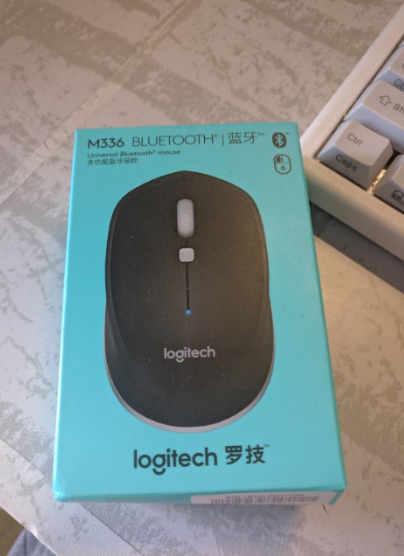 M336 BLUETOOTH® | 蓝牙™
Universal Bluetooth® mouse
多功能蓝牙鼠标
6
logitech
logitech 罗技™
Ctrl
Caps